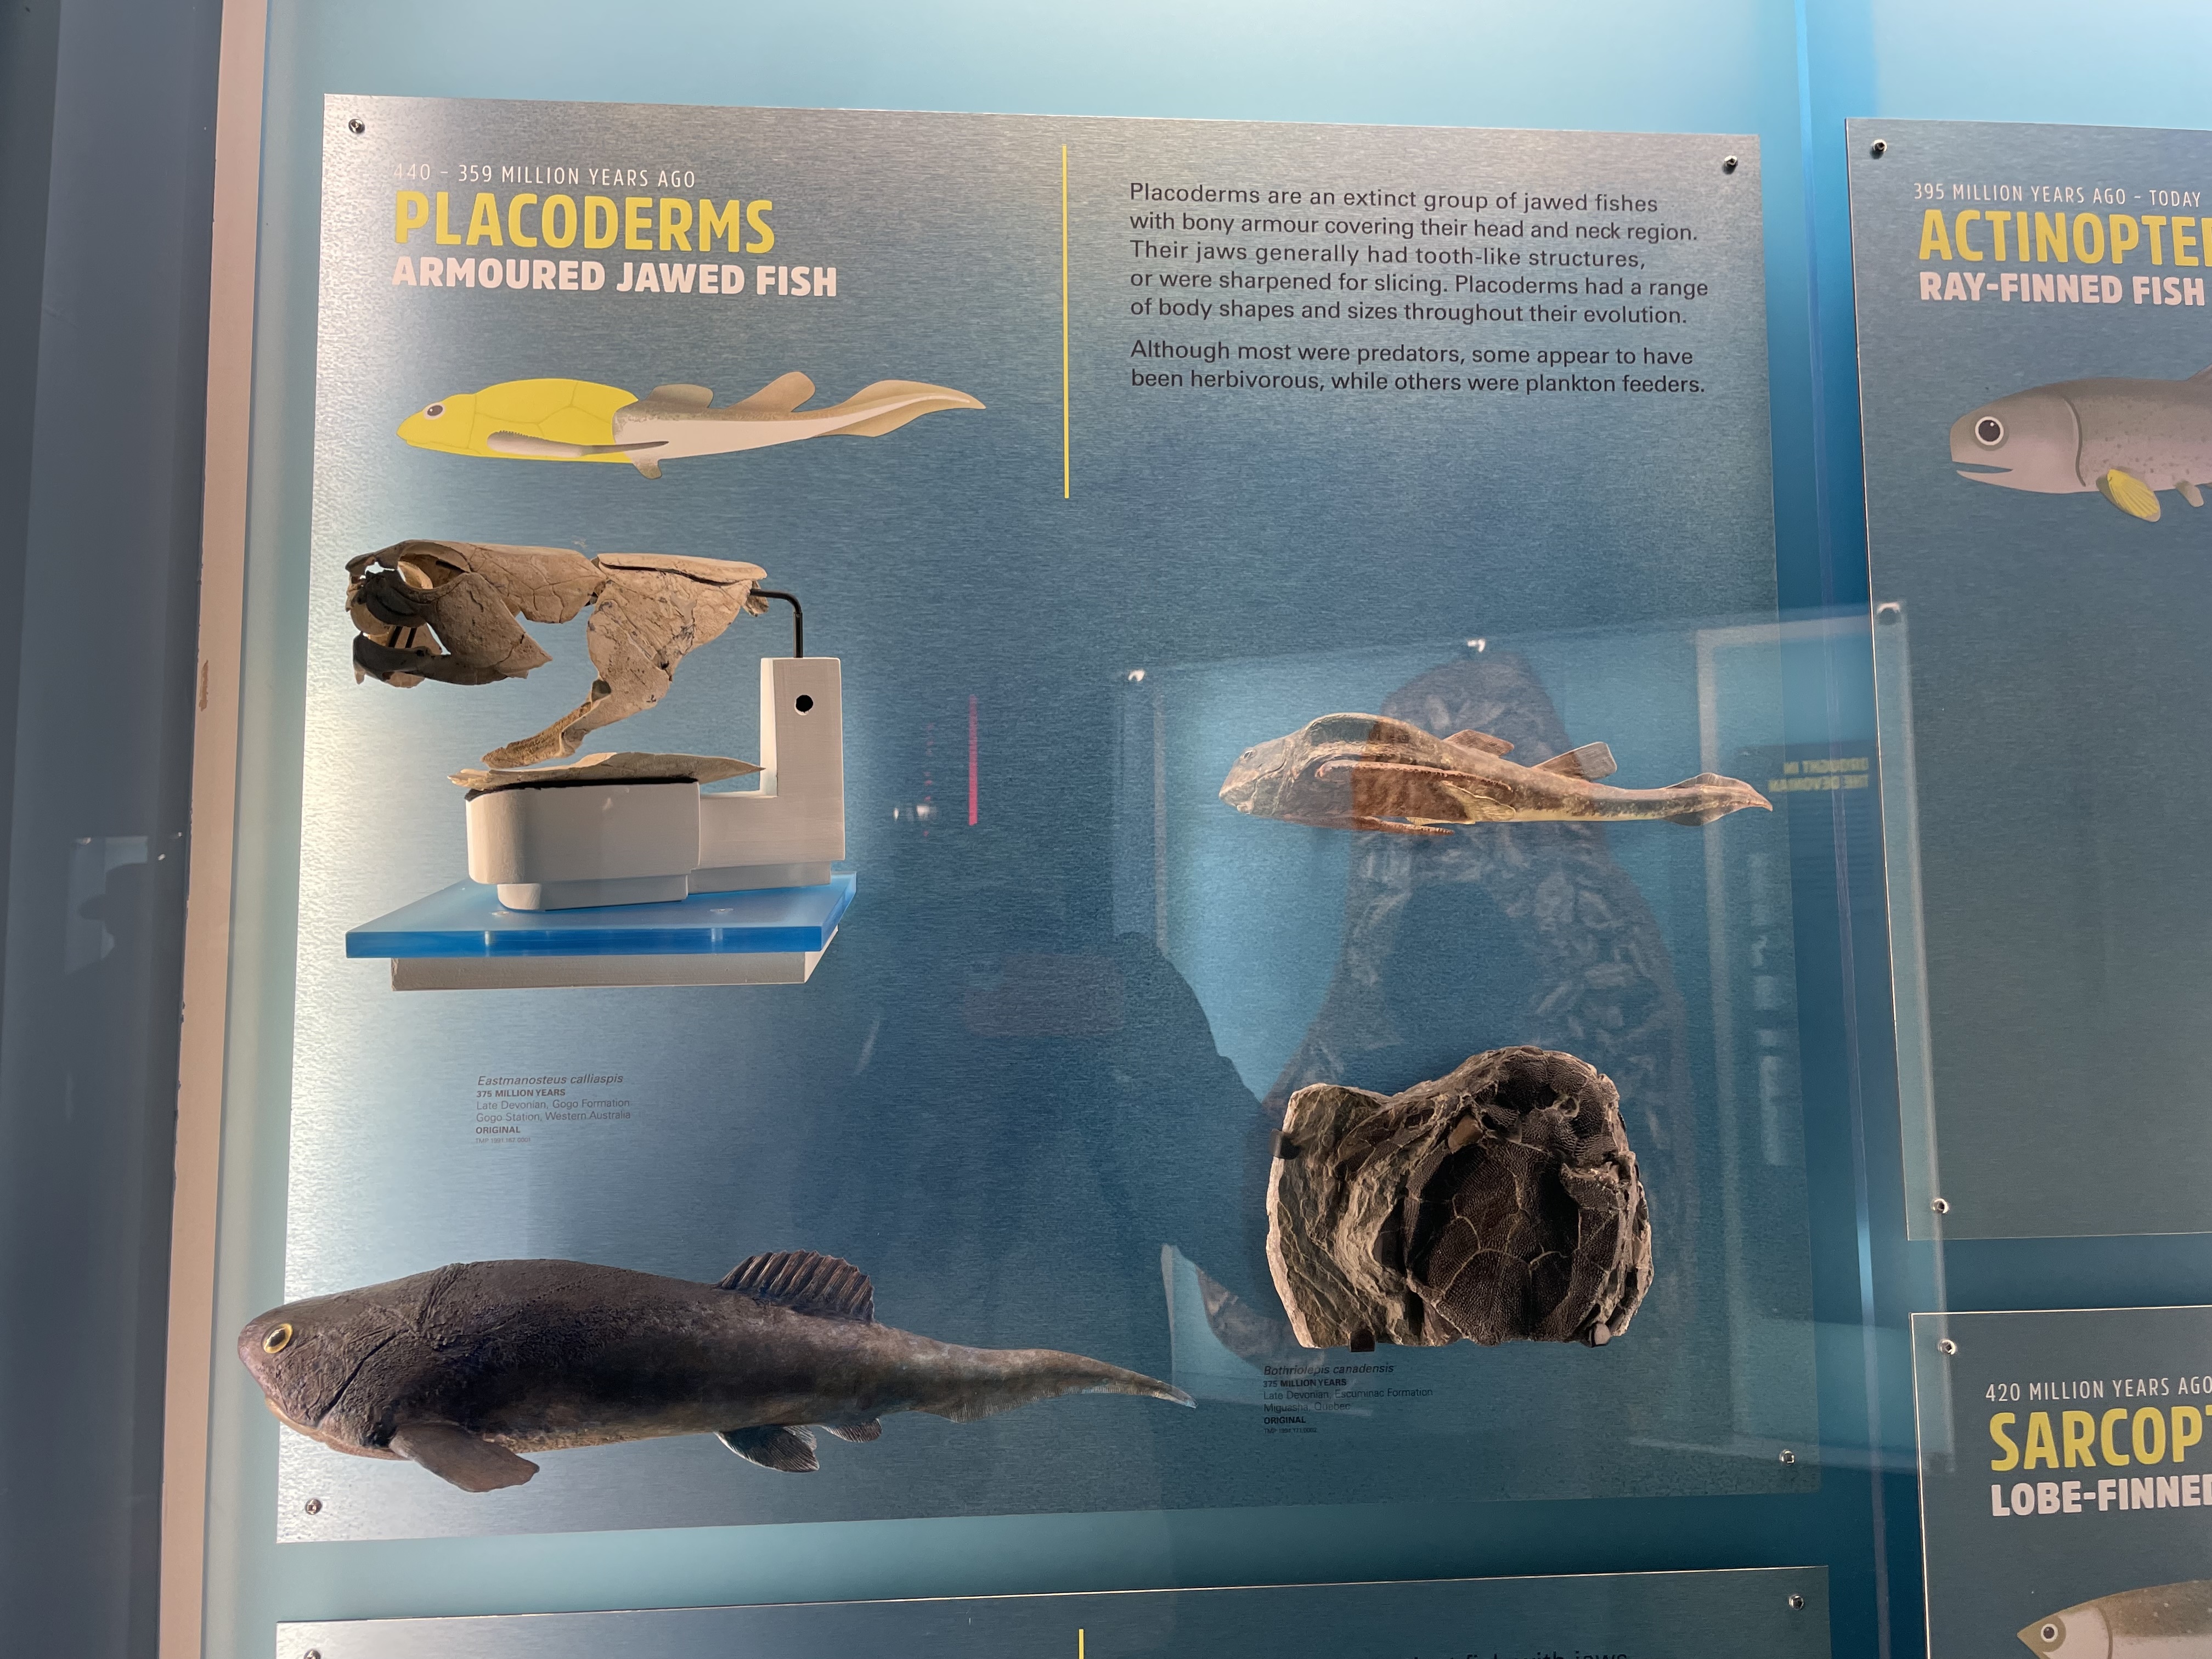 440 – 359 MILLION YEARS AGO
PLACODERMS
ARMOURED JAWED FISH
Placoderms are an extinct group of jawed fishes
with bony armour covering their head and neck region.
Their jaws generally had tooth-like structures,
or were sharpened for slicing. Placoderms had a range
of body shapes and sizes throughout their evolution.
Although most were predators, some appear to have
been herbivorous, while others were plankton feeders.
Eastmanosteus calliaspis
375 MILLION YEARS
Late Devonian, Gogo Formation
Gogo Station, Western Australia
ORIGINAL
Bothriolepis canadensis
375 MILLION YEARS
Late Devonian, Escuminac Formation
Miguasha, Quebec
ORIGINAL
395 MILLION YEARS AGO – TODAY
ACTINOPTE
RAY-FINNED FISH
420 MILLION YEARS AGO
SARCOP
LOBE-FINNE
fish with jaws